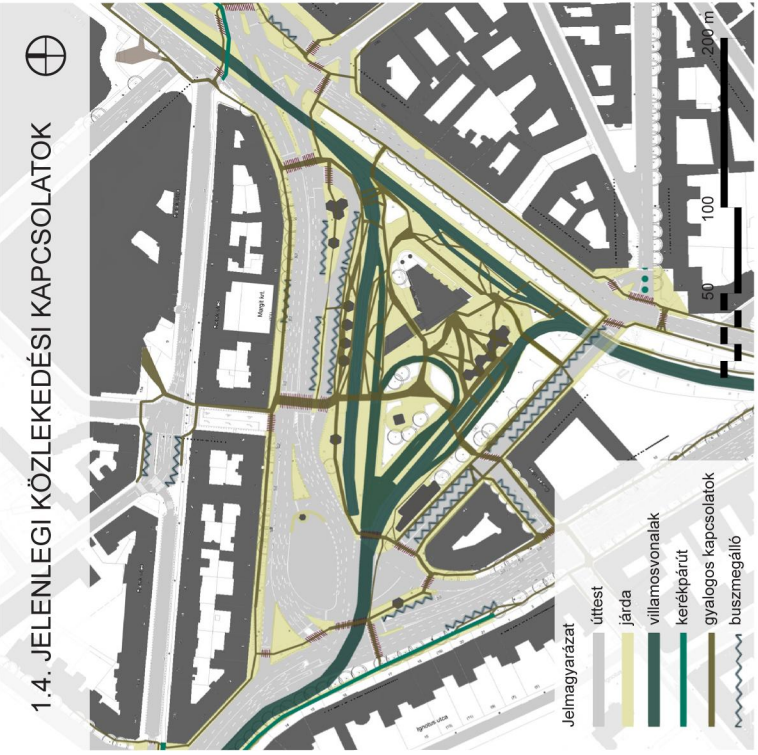 1.4. JELENLEGI KÖZLEKEDÉSI KAPCSOLATOK
Margit krt.
200 m
100
50
Jelmagyarázat
úttest
járda
villamosvonalak
kerékpárút
gyalogos kapcsolatok
buszmegálló
Ignotus utca